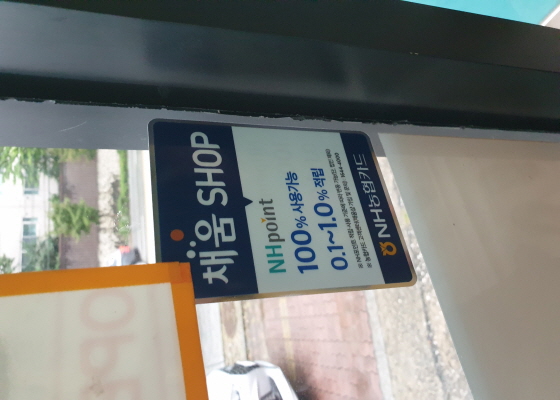 채움 SHOP
NHpoint
100% 사용가능
0.1~1.0% 적립
NH농협카드
OPE